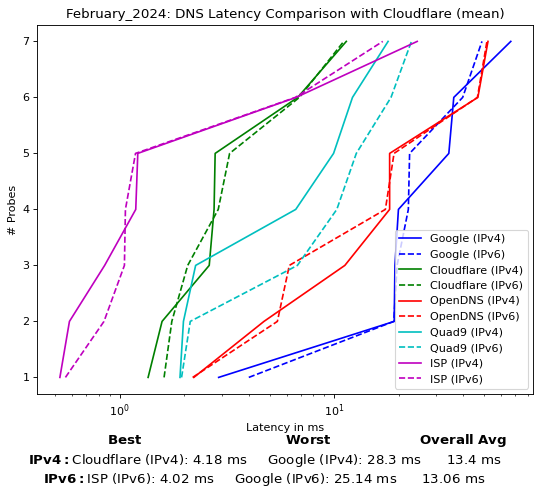 February_2024: DNS Latency Comparison with Cloudflare (mean)
7
6
5
4
3
2
1
# Probes
10⁰
10¹
Latency in ms
Google (IPv4)
Google (IPv6)
Cloudflare (IPv4)
Cloudflare (IPv6)
OpenDNS (IPv4)
OpenDNS (IPv6)
Quad9 (IPv4)
Quad9 (IPv6)
ISP (IPv4)
ISP (IPv6)
Best Worst Overall Avg
IPv4: Cloudflare (IPv4): 4.18 ms Google (IPv4): 28.3 ms 13.4 ms
IPv6: ISP (IPv6): 4.02 ms Google (IPv6): 25.14 ms 13.06 ms